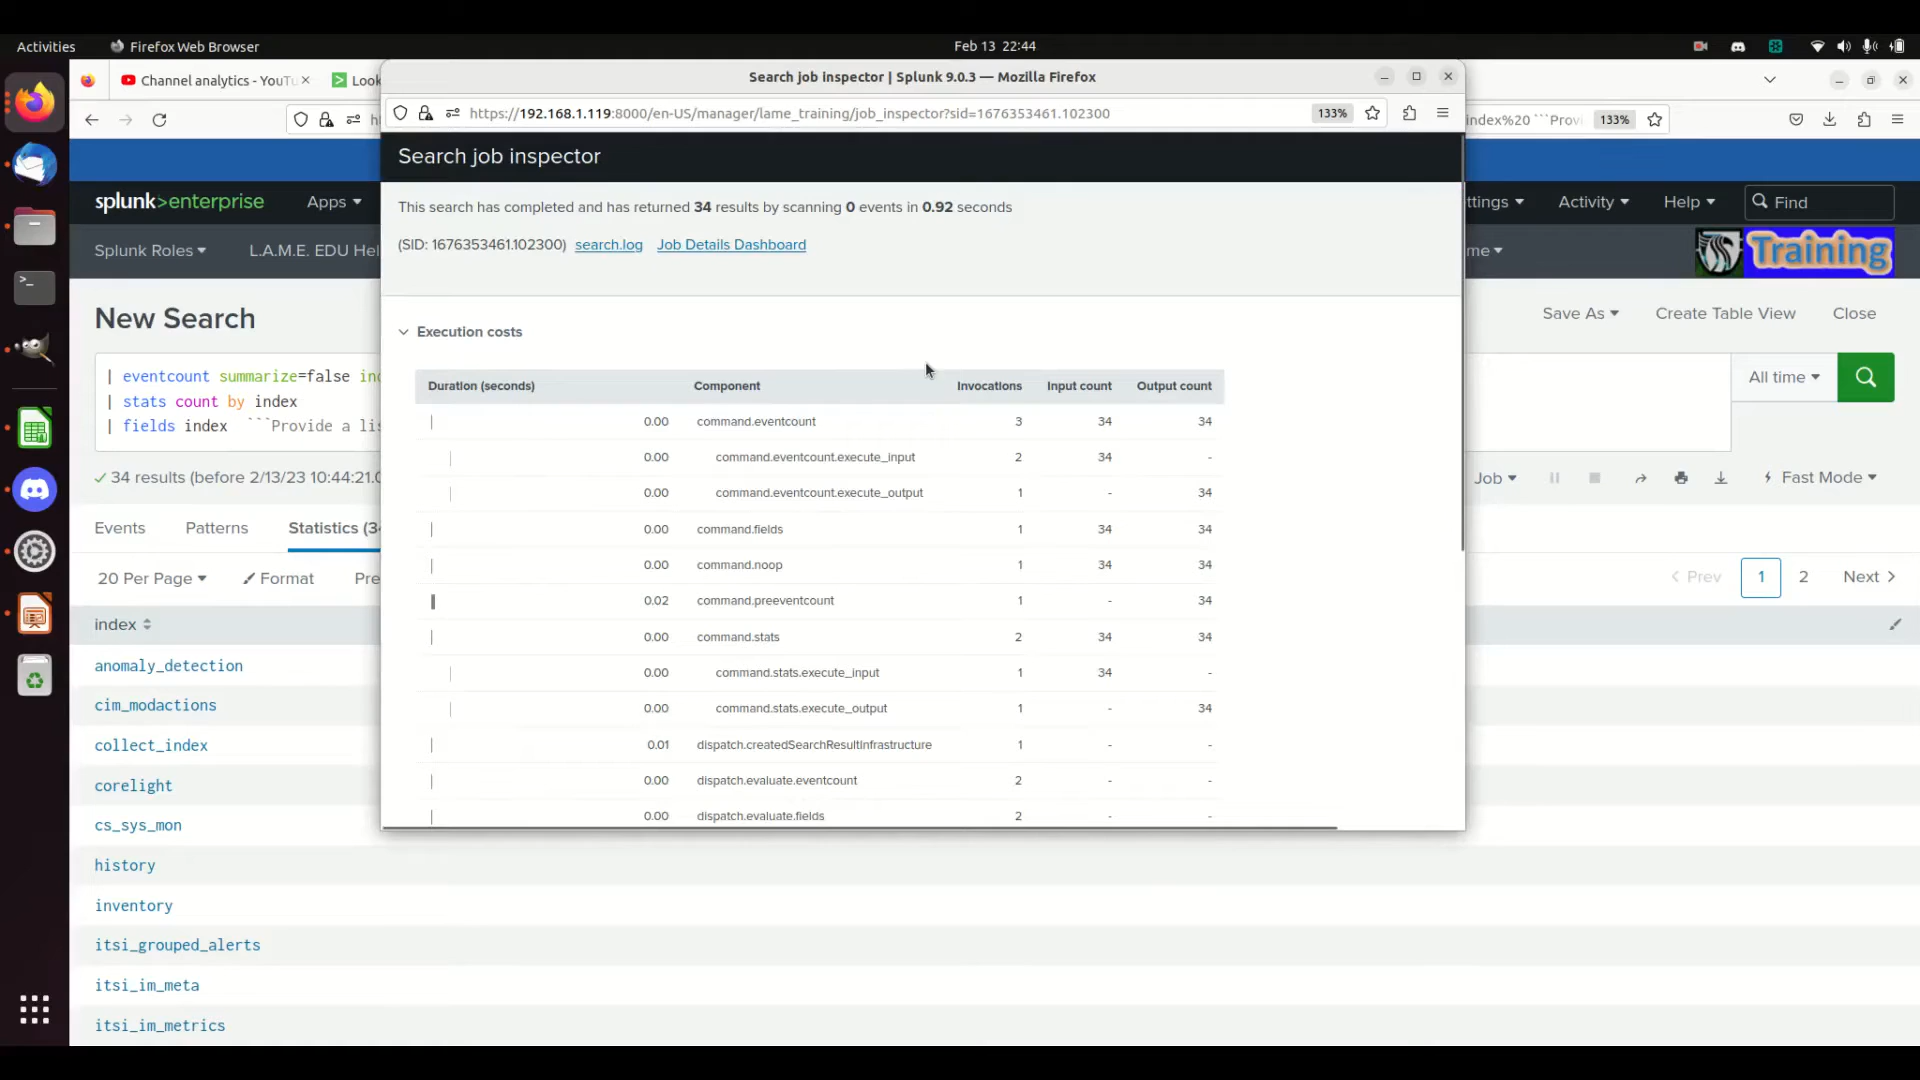 Activities
Firefox Web Browser
Feb 13 22:44
Channel analytics - YouTu
Look
Search job inspector | Splunk 9.0.3 — Mozilla Firefox
https://192.168.1.119:8000/en-US/manager/lame_training/job_inspector?sid=1676353461.102300
133%
index%20 ```Provi
133%
Search job inspector
This search has completed and has returned 34 results by scanning 0 events in 0.92 seconds
(SID: 1676353461.102300) search.log Job Details Dashboard
splunk>enterprise
Apps
ttings
Activity
Help
Find
Splunk Roles
L.A.M.E. EDU Hel
me
Training
New Search
Save As
Create Table View
Close
| eventcount summarize=false ind
| stats count by index
| fields index ```Provide a lis
All time
34 results (before 2/13/23 10:44:21.0
Job
Fast Mode
Events
Patterns
Statistics (34
20 Per Page
Format
Pre
Prev
1
2
Next
index
anomaly_detection
cim_modactions
collect_index
corelight
cs_sys_mon
history
inventory
itsi_grouped_alerts
itsi_im_meta
itsi_im_metrics
Execution costs
Duration (seconds) Component Invocations Input count Output count
0.00 command.eventcount 3 34 34
0.00 command.eventcount.execute_input 2 34 -
0.00 command.eventcount.execute_output 1 - 34
0.00 command.fields 1 34 34
0.00 command.noop 1 34 34
0.02 command.preeventcount 1 - 34
0.00 command.stats 2 34 34
0.00 command.stats.execute_input 1 34 -
0.00 command.stats.execute_output 1 - 34
0.01 dispatch.createdSearchResultInfrastructure 1 - -
0.00 dispatch.evaluate.eventcount 2 - -
0.00 dispatch.evaluate.fields 2 - -